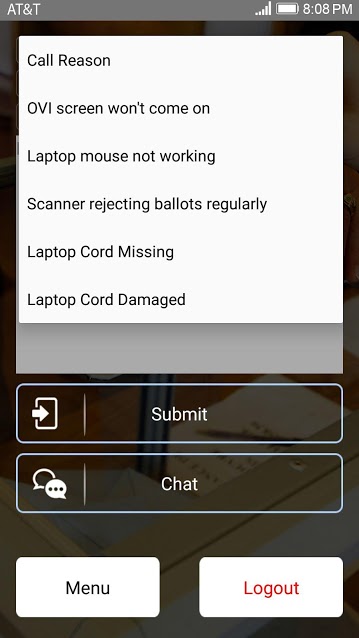 AT&T 8:08 PM
Call Reason
OVI screen won't come on
Laptop mouse not working
Scanner rejecting ballots regularly
Laptop Cord Missing
Laptop Cord Damaged
Submit
Chat
Menu Logout